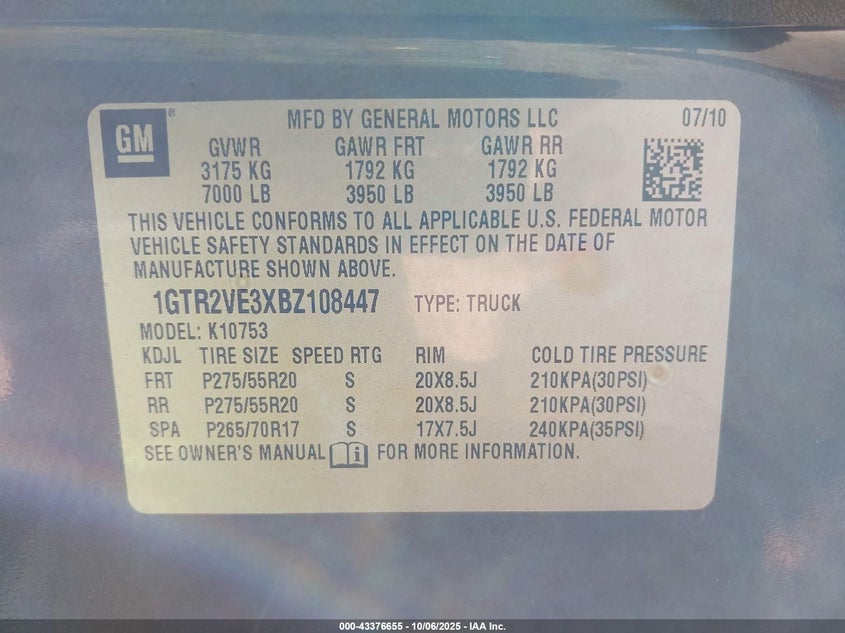 GM ® MFD BY GENERAL MOTORS LLC 07/10
GVWR GAWR FRT GAWR RR
3175 KG 1792 KG 1792 KG
7000 LB 3950 LB 3950 LB
THIS VEHICLE CONFORMS TO ALL APPLICABLE U.S. FEDERAL MOTOR
VEHICLE SAFETY STANDARDS IN EFFECT ON THE DATE OF
MANUFACTURE SHOWN ABOVE.
1GTR2VE3XBZ108447 TYPE: TRUCK
MODEL: K10753
KDJL TIRE SIZE SPEED RTG RIM COLD TIRE PRESSURE
FRT P275/55R20 S 20X8.5J 210KPA(30PSI)
RR P275/55R20 S 20X8.5J 210KPA(30PSI)
SPA P265/70R17 S 17X7.5J 240KPA(35PSI)
SEE OWNER'S MANUAL i FOR MORE INFORMATION.
000-43376655 - 10/06/2025 - IAA Inc.